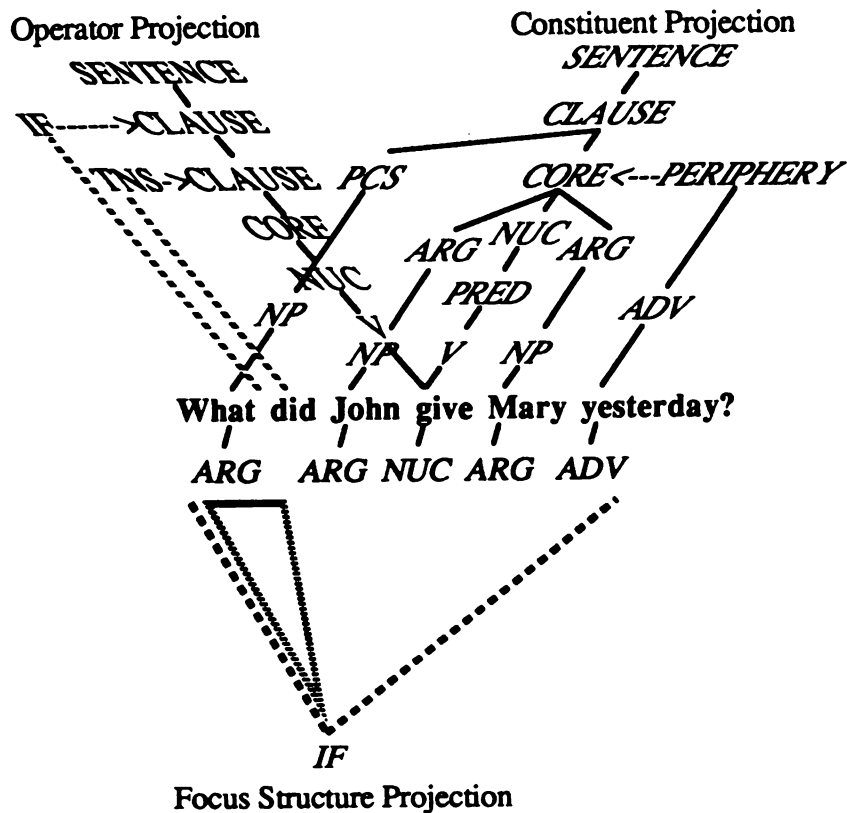 Operator Projection Constituent Projection
SENTENCE SENTENCE
IF------>CLAUSE CLAUSE
TNS->CLAUSE PCS CORE<---PERIPHERY
CORE ARG NUC ARG
NUC PRED
NP V ADV
NP V NP
What did John give Mary yesterday?
ARG ARG NUC ARG ADV
IF
Focus Structure Projection